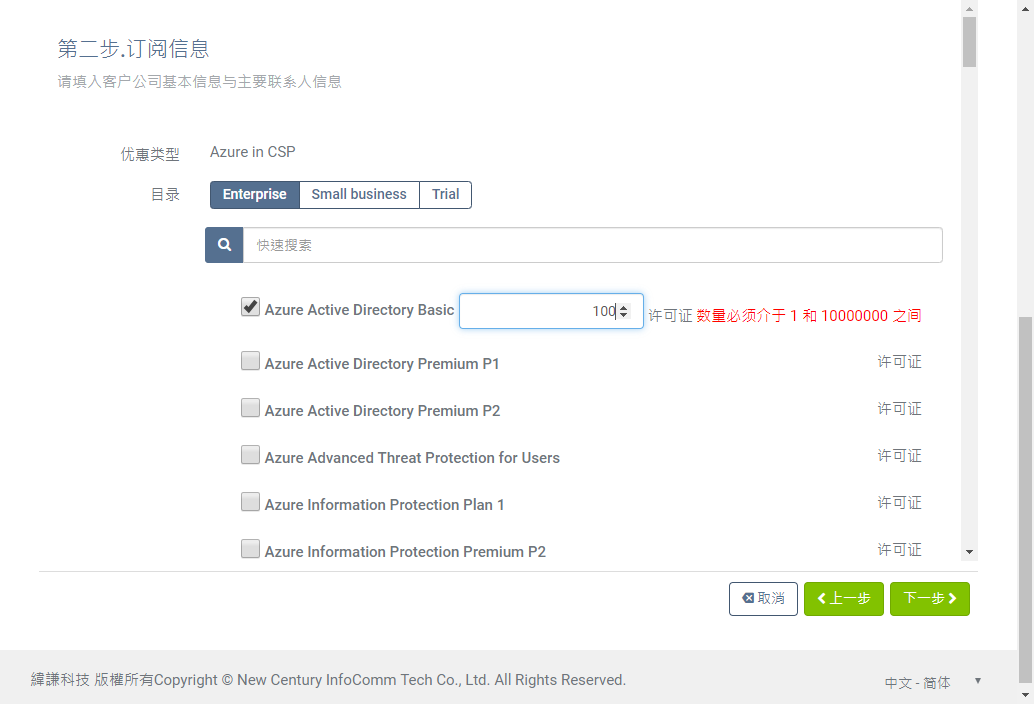 第二步.订阅信息
请填入客户公司基本信息与主要联系人信息
优惠类型 Azure in CSP
目录 Enterprise Small business Trial
快速搜索
Azure Active Directory Basic 100 许可证 数量必须介于 1 和 10000000 之间
Azure Active Directory Premium P1 许可证
Azure Active Directory Premium P2 许可证
Azure Advanced Threat Protection for Users 许可证
Azure Information Protection Plan 1 许可证
Azure Information Protection Premium P2 许可证
取消 上一步 下一步
緯謙科技 版權所有Copyright © New Century InfoComm Tech Co., Ltd. All Rights Reserved. 中文 - 简体